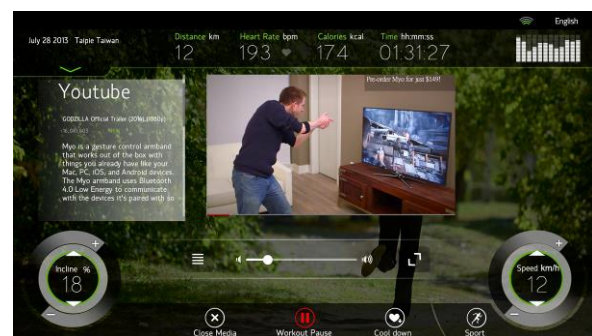 English
July 28 2013 Taipie Taiwan
Distance km
12
Heart Rate bpm
193
Calories kcal
174
Time hh:mm:ss
01:31:27
Youtube
GODZILLA Official Trailer
Myo is a gesture control armband
that works out of the box with
things you already have like your
Mac, PC, iOS, and Android devices.
The Myo armband uses Bluetooth
4.0 Low Energy to communicate
with the devices it's paired with so
Pre-order Myo for just $149!
Incline %
18
Speed km/h
12
Close Media
Workout Pause
Cool down
Sport